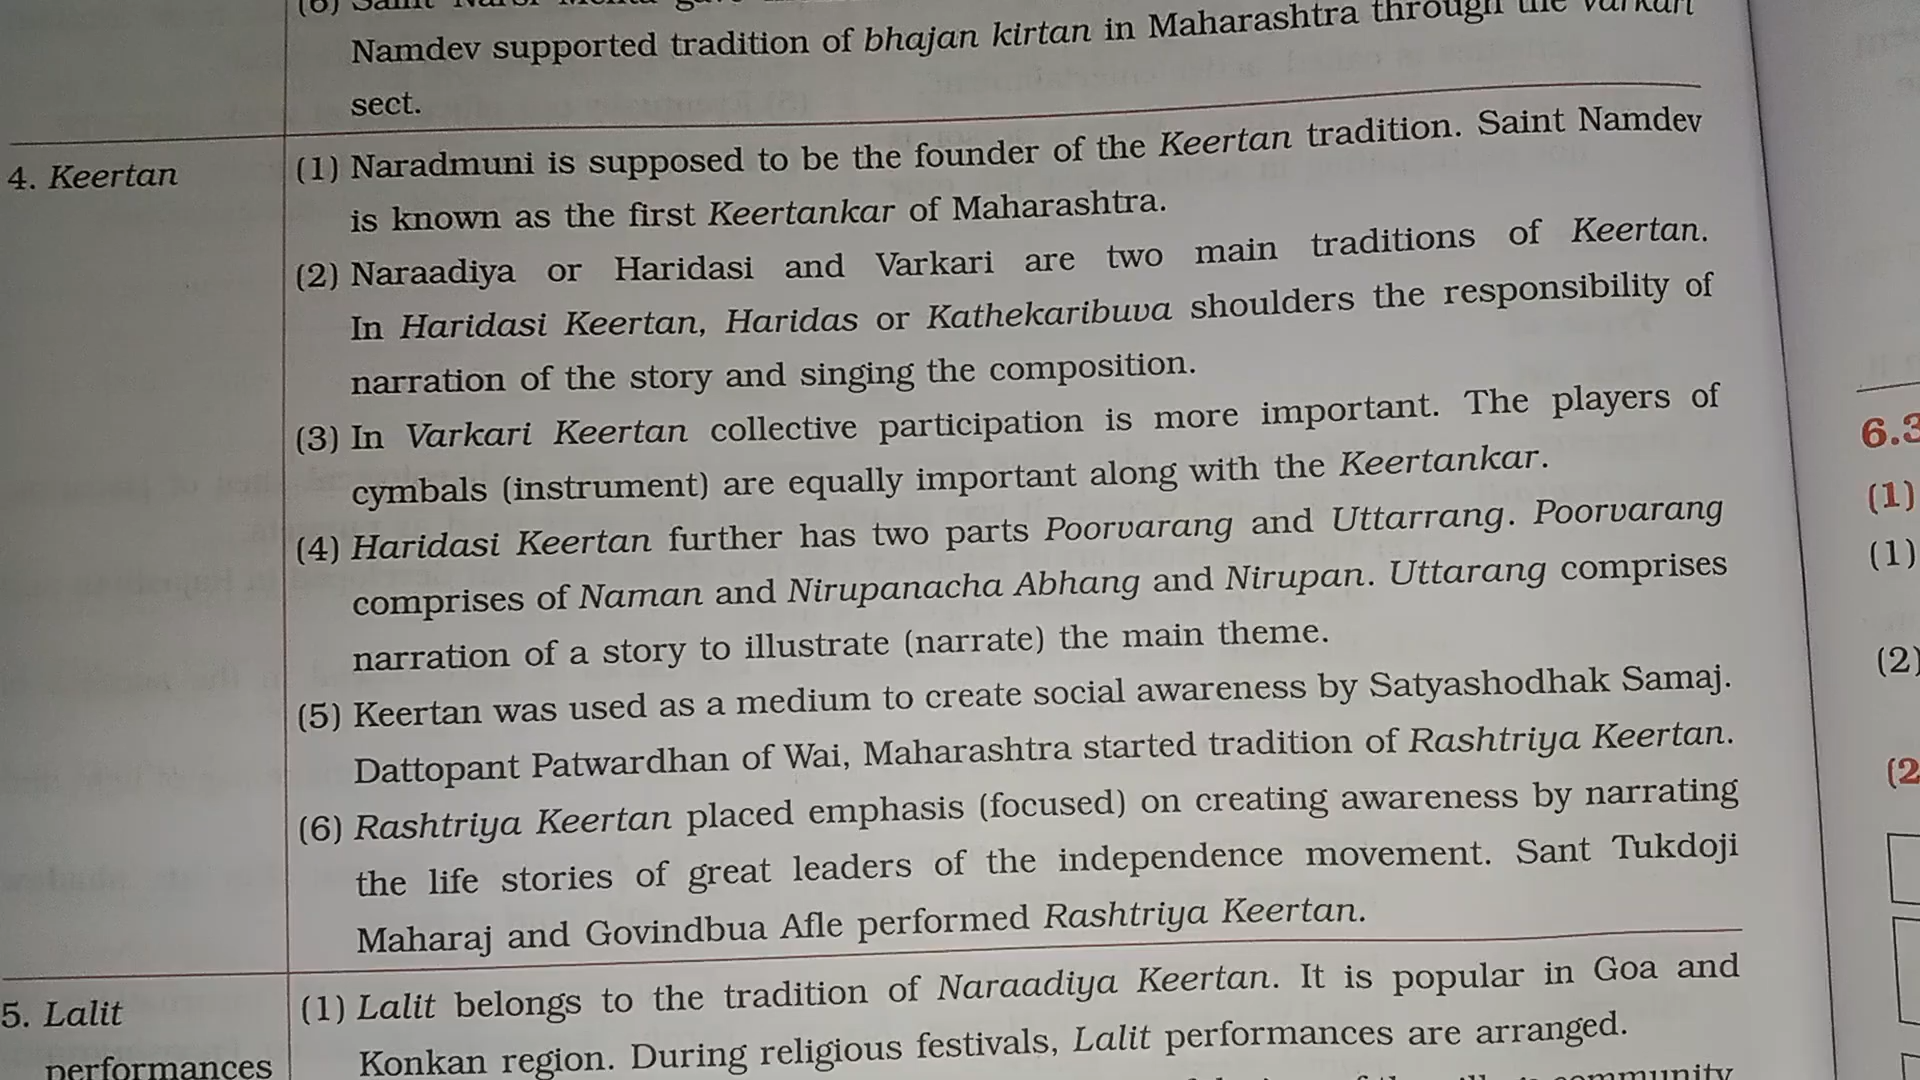 Namdev supported tradition of bhajan kirtan in Maharashtra through the varkari
sect.
4. Keertan
(1) Naradmuni is supposed to be the founder of the Keertan tradition. Saint Namdev
is known as the first Keertankar of Maharashtra.
(2) Naraadiya or Haridasi and Varkari are two main traditions of Keertan.
In Haridasi Keertan, Haridas or Kathekaribuva shoulders the responsibility of
narration of the story and singing the composition.
(3) In Varkari Keertan collective participation is more important. The players of
cymbals (instrument) are equally important along with the Keertankar.
(4) Haridasi Keertan further has two parts Poorvarang and Uttarrang. Poorvarang
comprises of Naman and Nirupanacha Abhang and Nirupan. Uttarang comprises
narration of a story to illustrate (narrate) the main theme.
(5) Keertan was used as a medium to create social awareness by Satyashodhak Samaj.
Dattopant Patwardhan of Wai, Maharashtra started tradition of Rashtriya Keertan.
(6) Rashtriya Keertan placed emphasis (focused) on creating awareness by narrating
the life stories of great leaders of the independence movement. Sant Tukdoji
Maharaj and Govindbua Afle performed Rashtriya Keertan.
5. Lalit
performances
(1) Lalit belongs to the tradition of Naraadiya Keertan. It is popular in Goa and
Konkan region. During religious festivals, Lalit performances are arranged.
community
6.3
(1)
(1)
(2)
(2